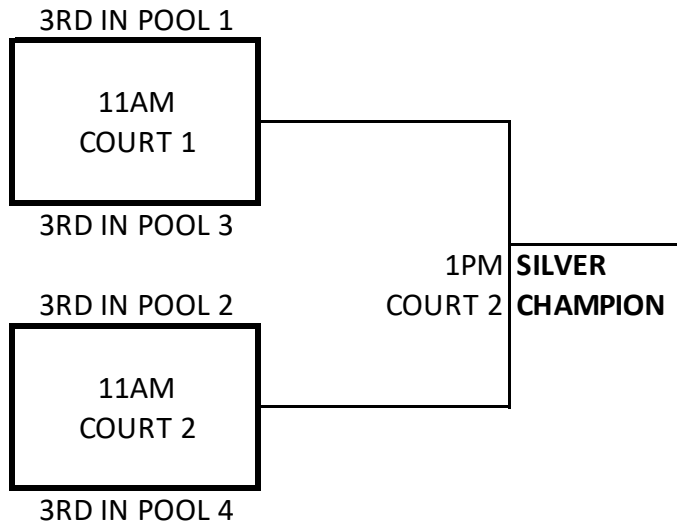 3RD IN POOL 1
11AM
COURT 1
3RD IN POOL 3
1PM SILVER
COURT 2 CHAMPION
3RD IN POOL 2
11AM
COURT 2
3RD IN POOL 4